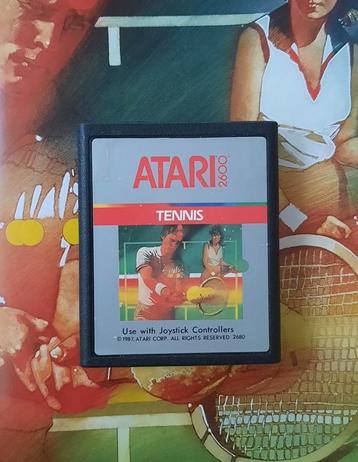 ATARI 2600
TENNIS
Use with Joystick Controllers
© 1987, ATARI CORP. ALL RIGHTS RESERVED 2680